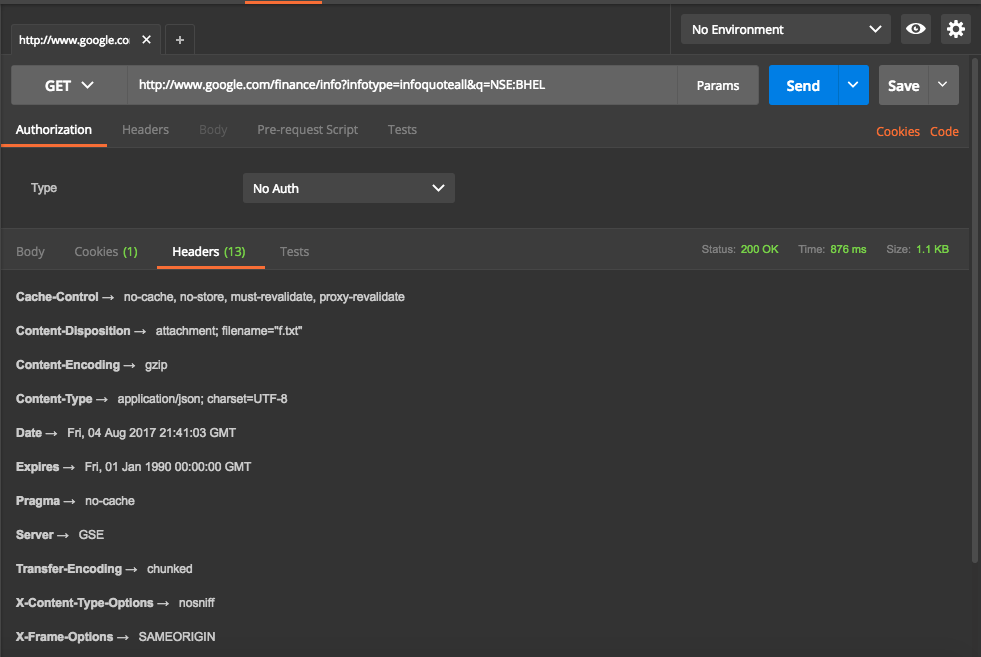 http://www.google.co
No Environment
GET http://www.google.com/finance/info?infotype=infoquoteall&q=NSE:BHEL Params Send Save
Authorization Headers Body Pre-request Script Tests Cookies Code
Type No Auth
Body Cookies (1) Headers (13) Tests Status: 200 OK Time: 876 ms Size: 1.1 KB
Cache-Control → no-cache, no-store, must-revalidate, proxy-revalidate
Content-Disposition → attachment; filename="f.txt"
Content-Encoding → gzip
Content-Type → application/json; charset=UTF-8
Date → Fri, 04 Aug 2017 21:41:03 GMT
Expires → Fri, 01 Jan 1990 00:00:00 GMT
Pragma → no-cache
Server → GSE
Transfer-Encoding → chunked
X-Content-Type-Options → nosniff
X-Frame-Options → SAMEORIGIN